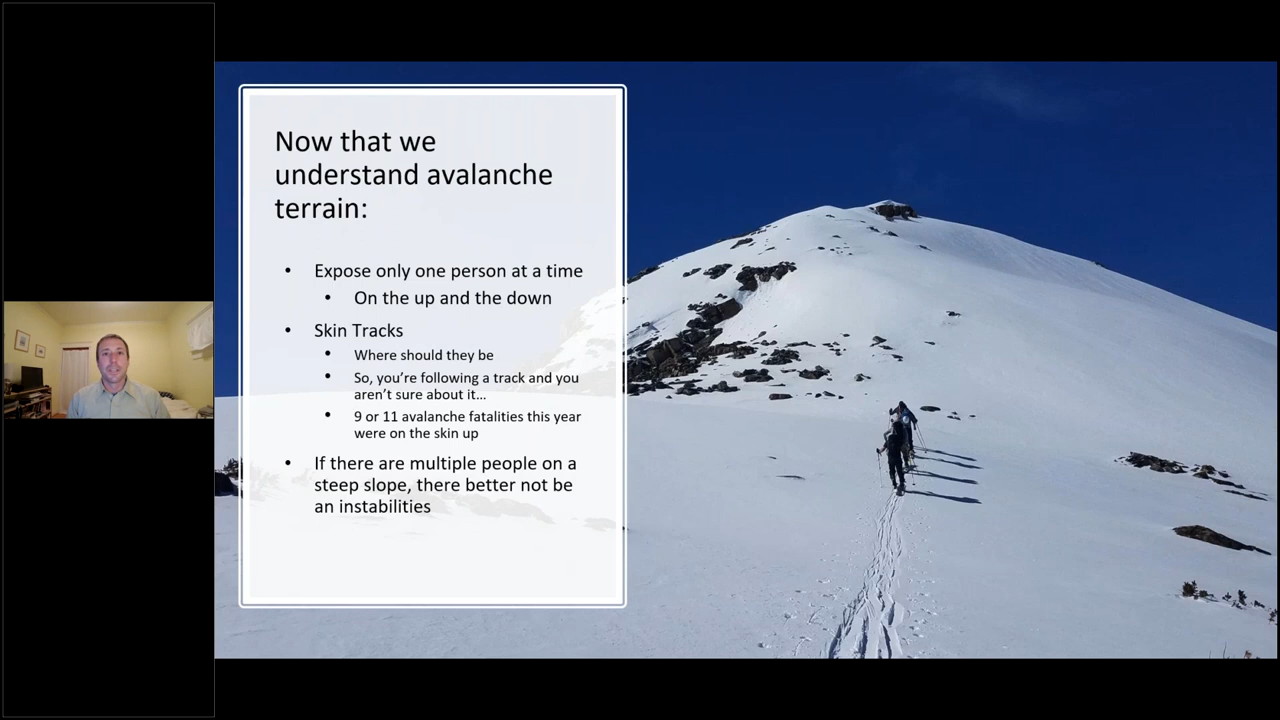 Now that we
understand avalanche
terrain:
• Expose only one person at a time
• On the up and the down
• Skin Tracks
• Where should they be
• So, you’re following a track and you
aren’t sure about it…
• 9 or 11 avalanche fatalities this year
were on the skin up
• If there are multiple people on a
steep slope, there better not be
an instabilities